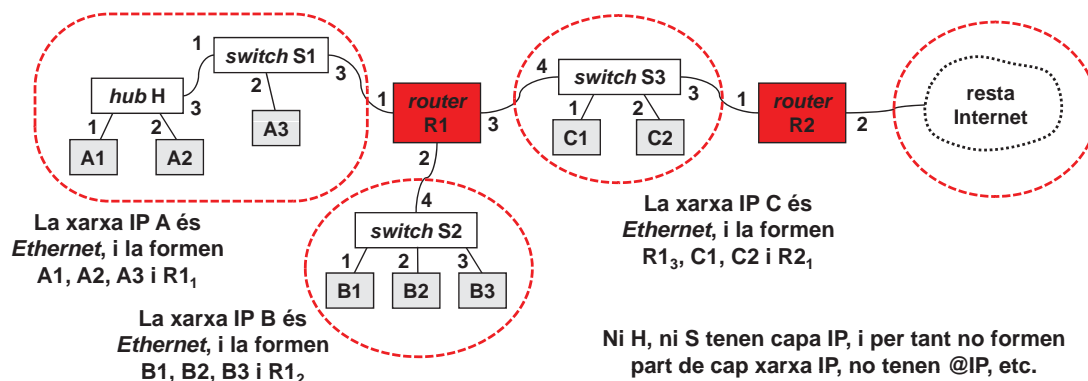 1
switch S1
2
3
hub H
3
1
2
A1
A2
A3
1
router
R1
3
2
4
switch S2
1
2
3
B1
B2
B3
4
switch S3
1
2
3
C1
C2
1
router
R2
2
resta
Internet
La xarxa IP A és
Ethernet, i la formen
A1, A2, A3 i R1₁
La xarxa IP B és
Ethernet, i la formen
B1, B2, B3 i R1₂
La xarxa IP C és
Ethernet, i la formen
R1₃, C1, C2 i R2₁
Ni H, ni S tenen capa IP, i per tant no formen
part de cap xarxa IP, no tenen @IP, etc.